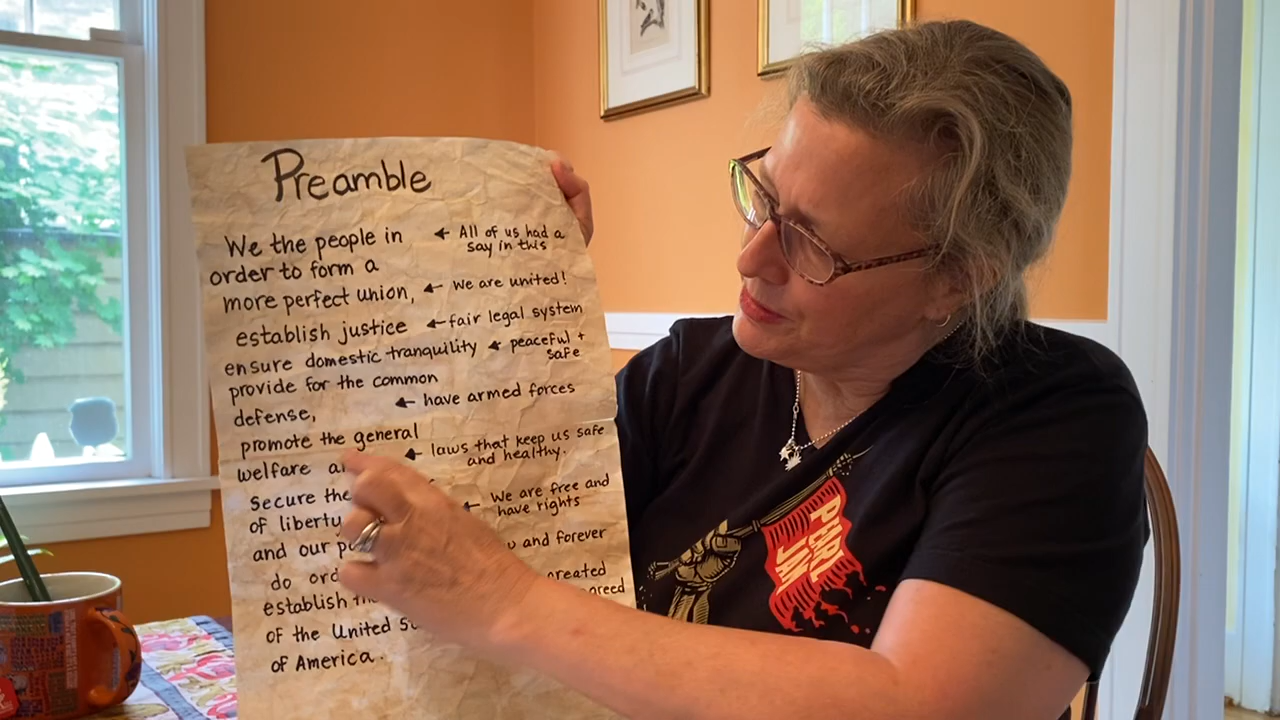 Preamble
We the people in ← All of us had a
say in this
order to form a
more perfect union, ← we are united!
establish justice ← fair legal system
ensure domestic tranquility ← peaceful +
safe
provide for the common
defense, ← have armed forces
promote the general
welfare ← laws that keep us safe
and healthy.
Secure the ← We are free and
have rights
of liberty
and our and forever
do created
establish
of the United
of America.
PEARL
JAM